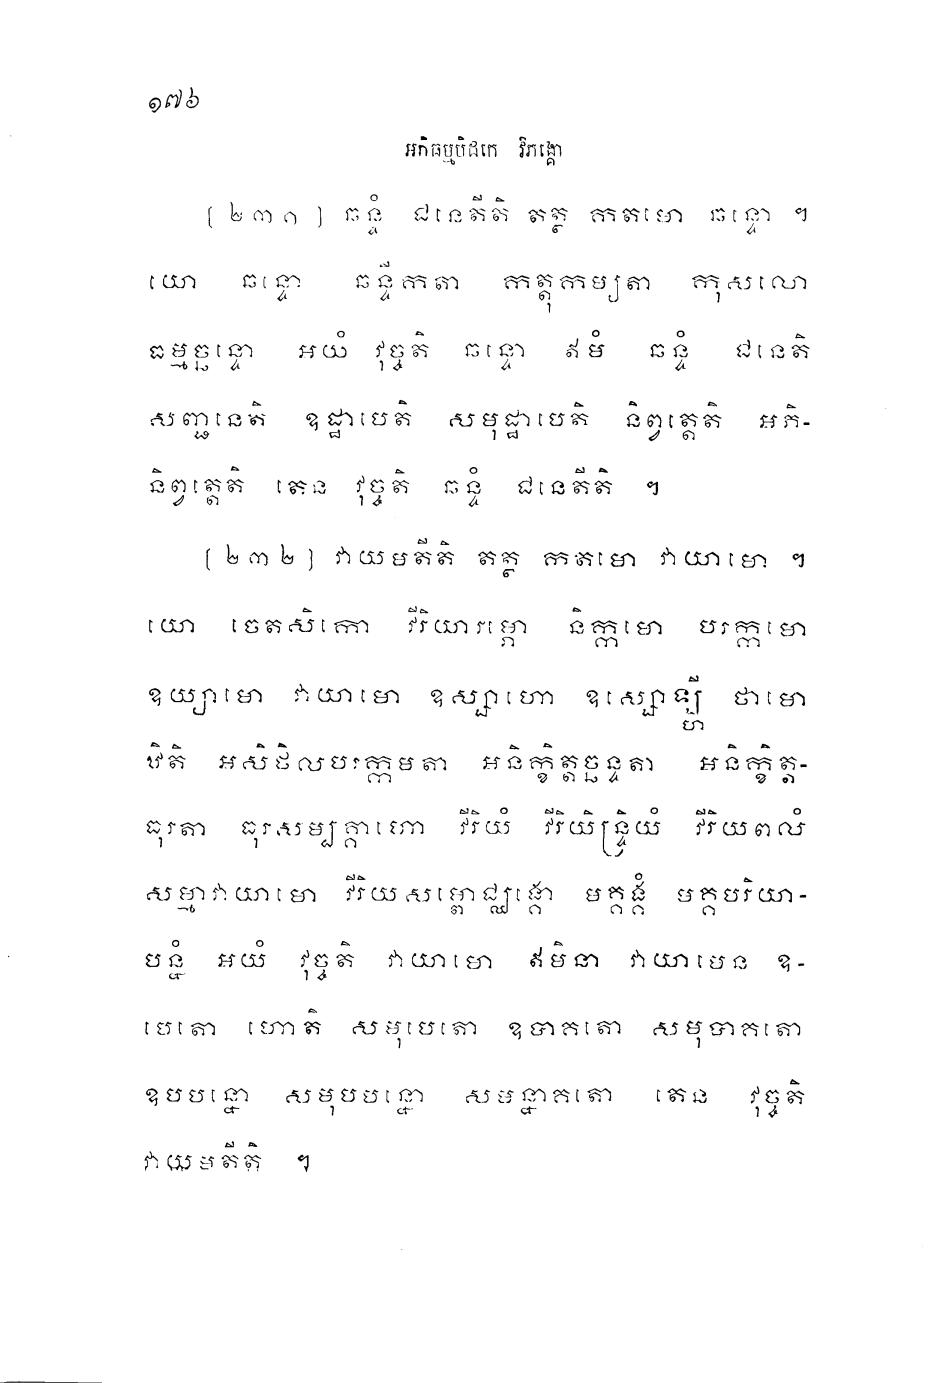 ១៧៦
អភិធម្មបិដកេ វិភង្គោ
[ ២៣១ ] ឆន្ទំ ជនេតីតិ តត្ថ កតមោ ឆន្ទោ ។
យោ ឆន្ទោ ឆន្ទីកតា កត្តុកម្យតា កុសលោ
ធម្មច្ឆន្ទោ អយំ វុច្ចតិ ឆន្ទោ ឥមំ ឆន្ទំ ជនេតិ
សញ្ជនេតិ ឧដ្ឋាបេតិ សមុដ្ឋាបេតិ និព្វត្តេតិ អភិ-
និព្វត្តេតិ តេន វុច្ចតិ ឆន្ទំ ជនេតីតិ ។
[ ២៣២ ] វាយមតីតិ តត្ថ កតមោ វាយាមោ ។
យោ ចេតសិកោ វីរិយារម្ភោ និក្កមោ បរក្កមោ
ឧយ្យាមោ វាយាមោ ឧស្សាហោ ឧស្សោឡ្ហី ថាមោ
ឋិតិ អសិថិលបរក្កមតា អនិក្ខិត្តច្ឆន្ទតា អនិក្ខិត្ត-
ធុរតា ធុរសម្បគ្គាហោ វីរិយំ វីរិយិន្ទ្រិយំ វីរិយពលំ
សម្មាវាយាមោ វីរិយសម្ពោជ្ឈង្គោ មគ្គង្គំ មគ្គបរិយា-
បន្នំ អយំ វុច្ចតិ វាយាមោ ឥមិនា វាយាមេន ឧ-
បេតោ ហោតិ សមុបេតោ ឧបាគតោ សមុបាគតោ
ឧបបន្នោ សមុបបន្នោ សមន្នាគតោ តេន វុច្ចតិ
វាយមតីតិ ។